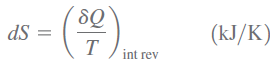 dS = (δQ / T)int rev (kJ/K)